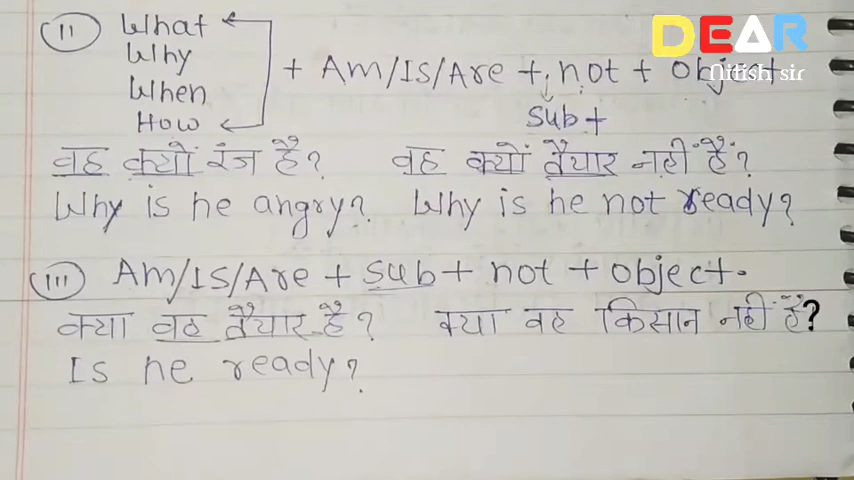 DEAR
Nitish sir
(ii) What
Why
When
How
+ Am/Is/Are + not + object
sub +
वह क्यों रंज है? वह क्यों तैयार नहीं है?
Why is he angry? Why is he not ready?
(iii) Am/Is/Are + sub + not + object.
क्या वह तैयार है? क्या वह किसान नहीं है?
Is he ready?